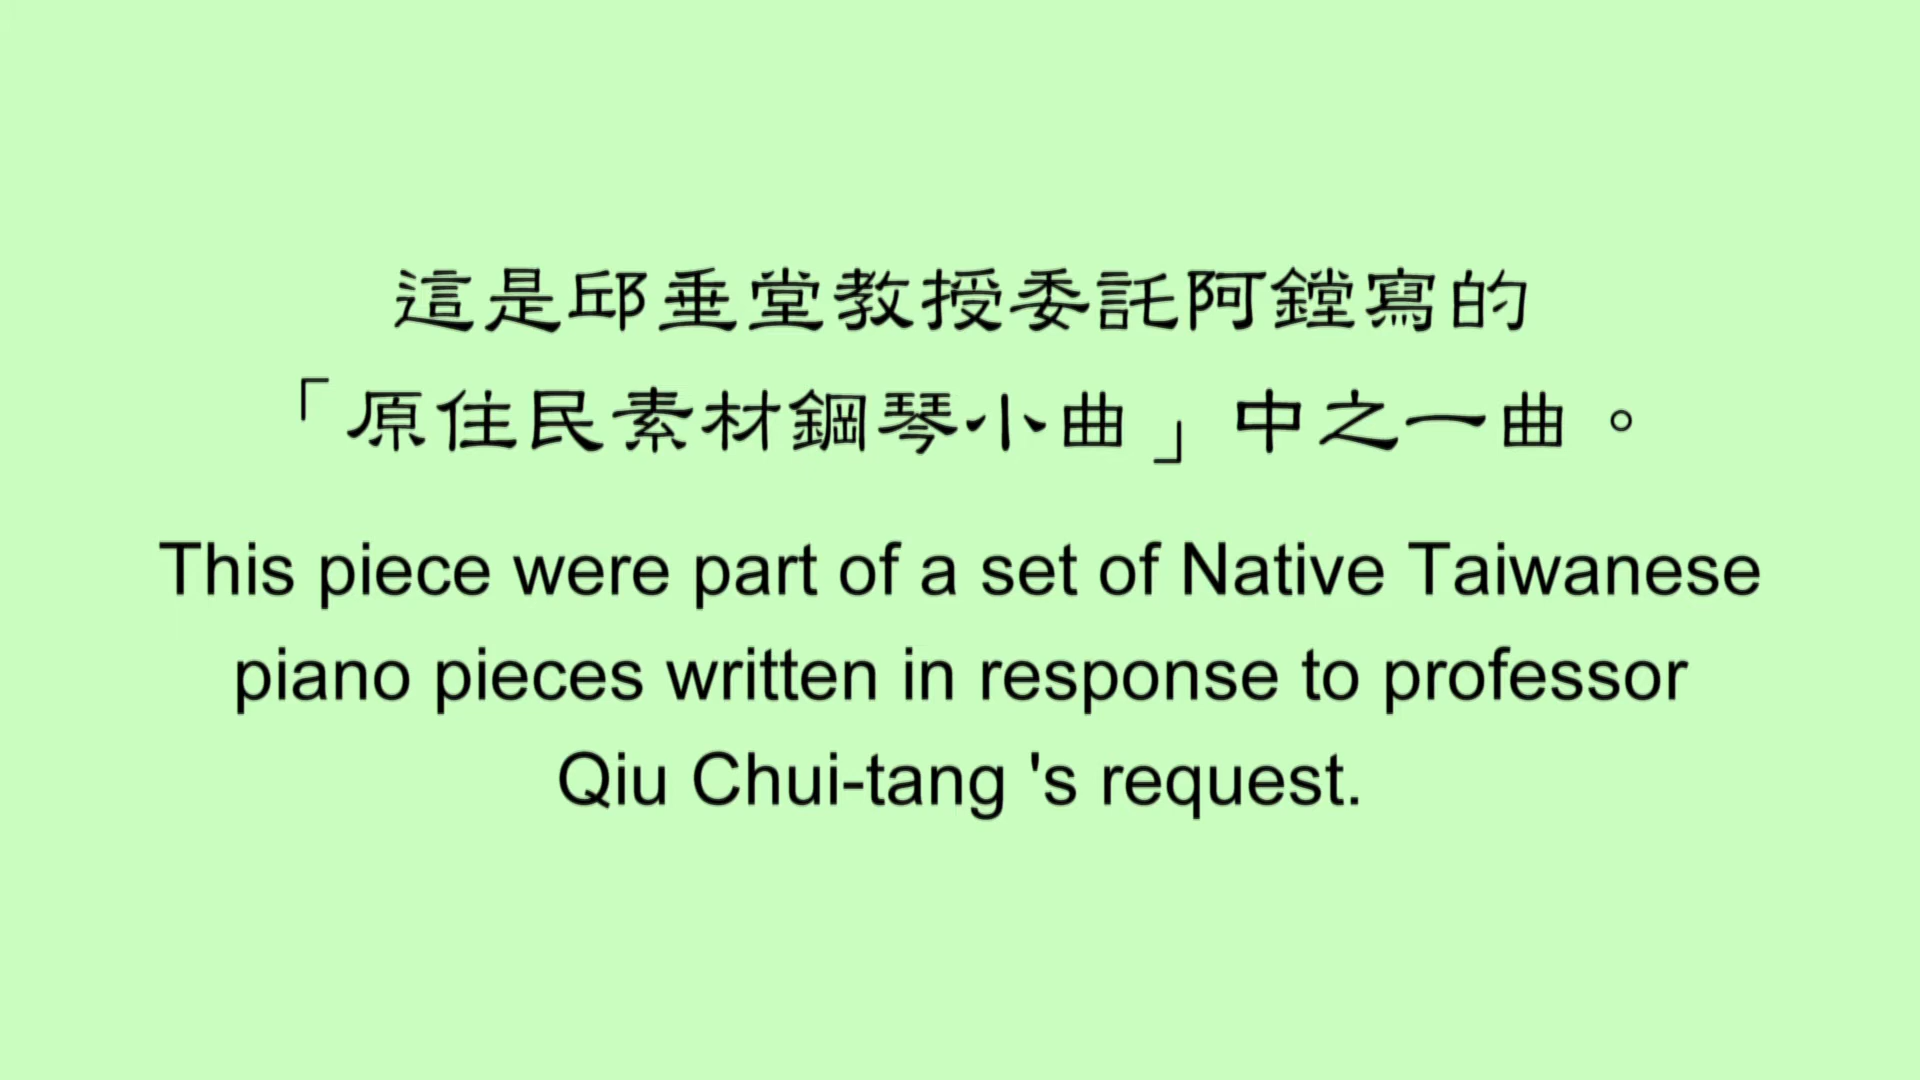 這是邱垂堂教授委託阿鏜寫的
「原住民素材鋼琴小曲」中之一曲。
This piece were part of a set of Native Taiwanese
piano pieces written in response to professor
Qiu Chui-tang 's request.